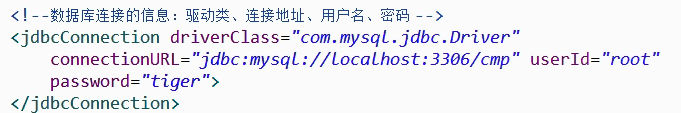 <!--数据库连接的信息：驱动类、连接地址、用户名、密码 -->
<jdbcConnection driverClass="com.mysql.jdbc.Driver"
connectionURL="jdbc:mysql://localhost:3306/cmp" userId="root"
password="tiger">
</jdbcConnection>